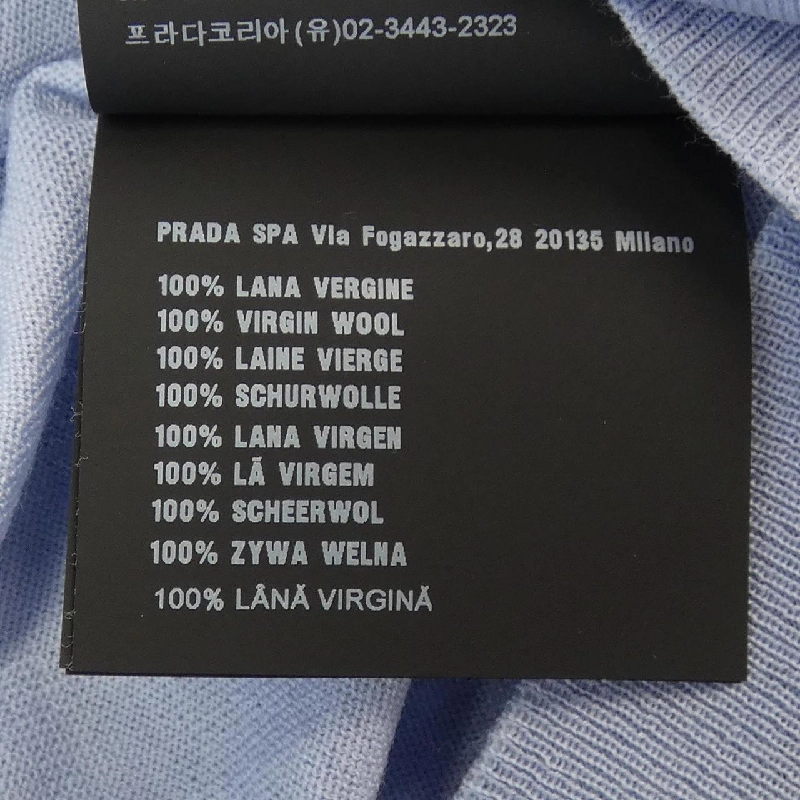 프라다코리아(유)02-3443-2323
PRADA SPA Via Fogazzaro,28 20135 Milano
100% LANA VERGINE
100% VIRGIN WOOL
100% LAINE VIERGE
100% SCHURWOLLE
100% LANA VIRGEN
100% LÃ VIRGEM
100% SCHEERWOL
100% ZYWA WELNA
100% LÂNĂ VIRGINĂ